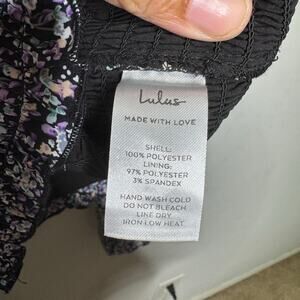 Lulus
MADE WITH LOVE
SHELL:
100% POLYESTER
LINING:
97% POLYESTER
3% SPANDEX
HAND WASH COLD
DO NOT BLEACH
LINE DRY
IRON LOW HEAT.